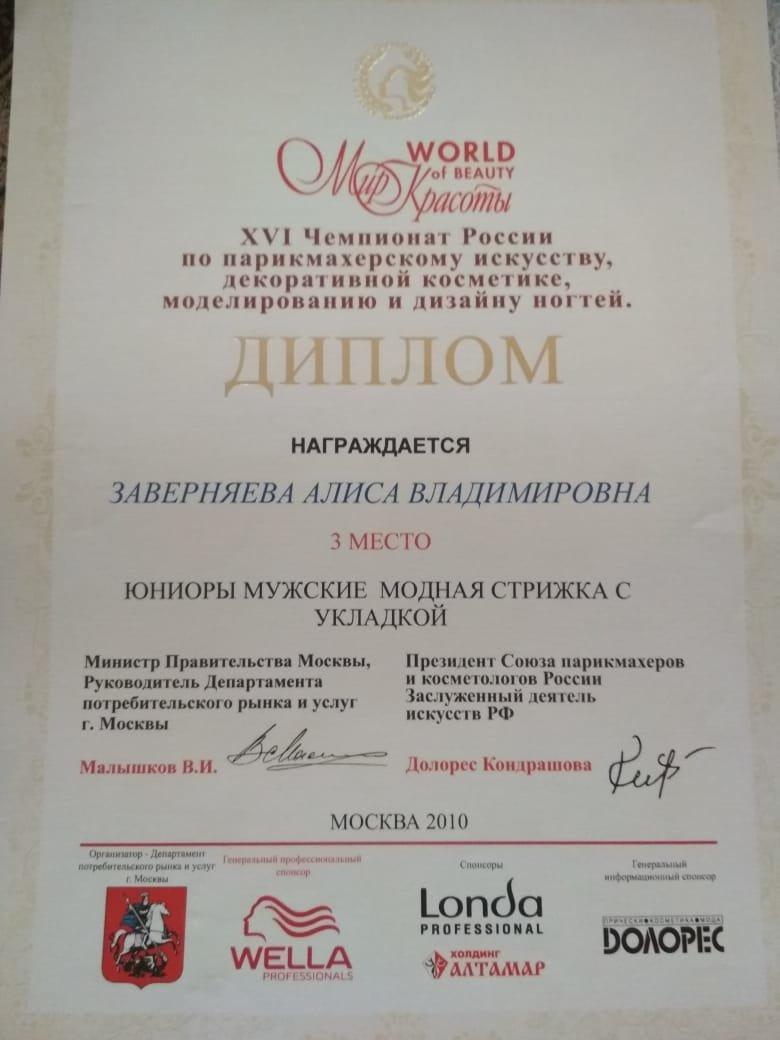 WORLD
of BEAUTY
Мир Красоты
XVI Чемпионат России
по парикмахерскому искусству,
декоративной косметике,
моделированию и дизайну ногтей.
ДИПЛОМ
НАГРАЖДАЕТСЯ
ЗАВЕРНЯЕВА АЛИСА ВЛАДИМИРОВНА
3 МЕСТО
ЮНИОРЫ МУЖСКИЕ МОДНАЯ СТРИЖКА С
УКЛАДКОЙ
Министр Правительства Москвы,
Руководитель Департамента
потребительского рынка и услуг
г. Москвы
Малышков В.И.
Президент Союза парикмахеров
и косметологов России
Заслуженный деятель
искусств РФ
Долорес Кондрашова
МОСКВА 2010
Организатор - Департамент
потребительского рынка и услуг
г. Москвы
Генеральный профессиональный
спонсор
WELLA
PROFESSIONALS
Спонсоры
Londa
PROFESSIONAL
ХОЛДИНГ
АЛТАМАР
Генеральный
информационный спонсор
ПРИЧЕСКИ•КОСМЕТИКА•МОДА
ДОЛОРЕС